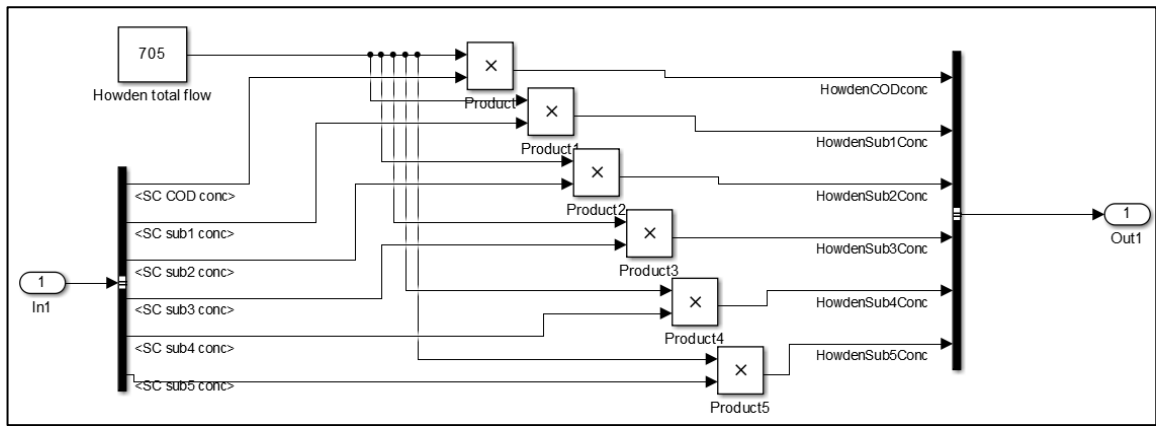 705
Howden total flow
×
Product
×
Product1
×
Product2
×
Product3
×
Product4
×
Product5
HowdenCODconc
HowdenSub1Conc
HowdenSub2Conc
HowdenSub3Conc
HowdenSub4Conc
HowdenSub5Conc
<SC COD conc>
<SC sub1 conc>
<SC sub2 conc>
<SC sub3 conc>
<SC sub4 conc>
<SC sub5 conc>
1
In1
1
Out1